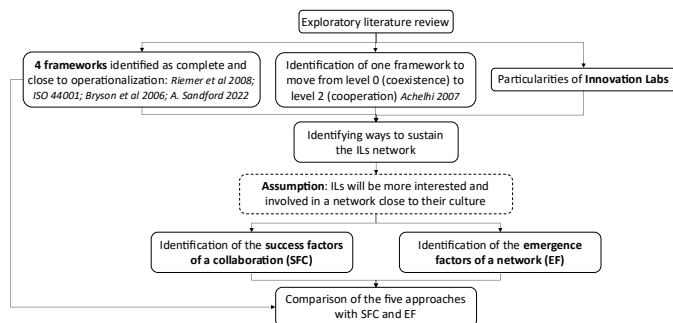 Exploratory literature review
4 frameworks identified as complete and
close to operationalization: Riemer et al 2008;
ISO 44001; Bryson et al 2006; A. Sandford 2022
Identification of one framework to
move from level 0 (coexistence) to
level 2 (cooperation) Achelhi 2007
Particularities of Innovation Labs
Identifying ways to sustain
the ILs network
Assumption: ILs will be more interested and
involved in a network close to their culture
Identification of the success factors
of a collaboration (SFC)
Identification of the emergence
factors of a network (EF)
Comparison of the five approaches
with SFC and EF